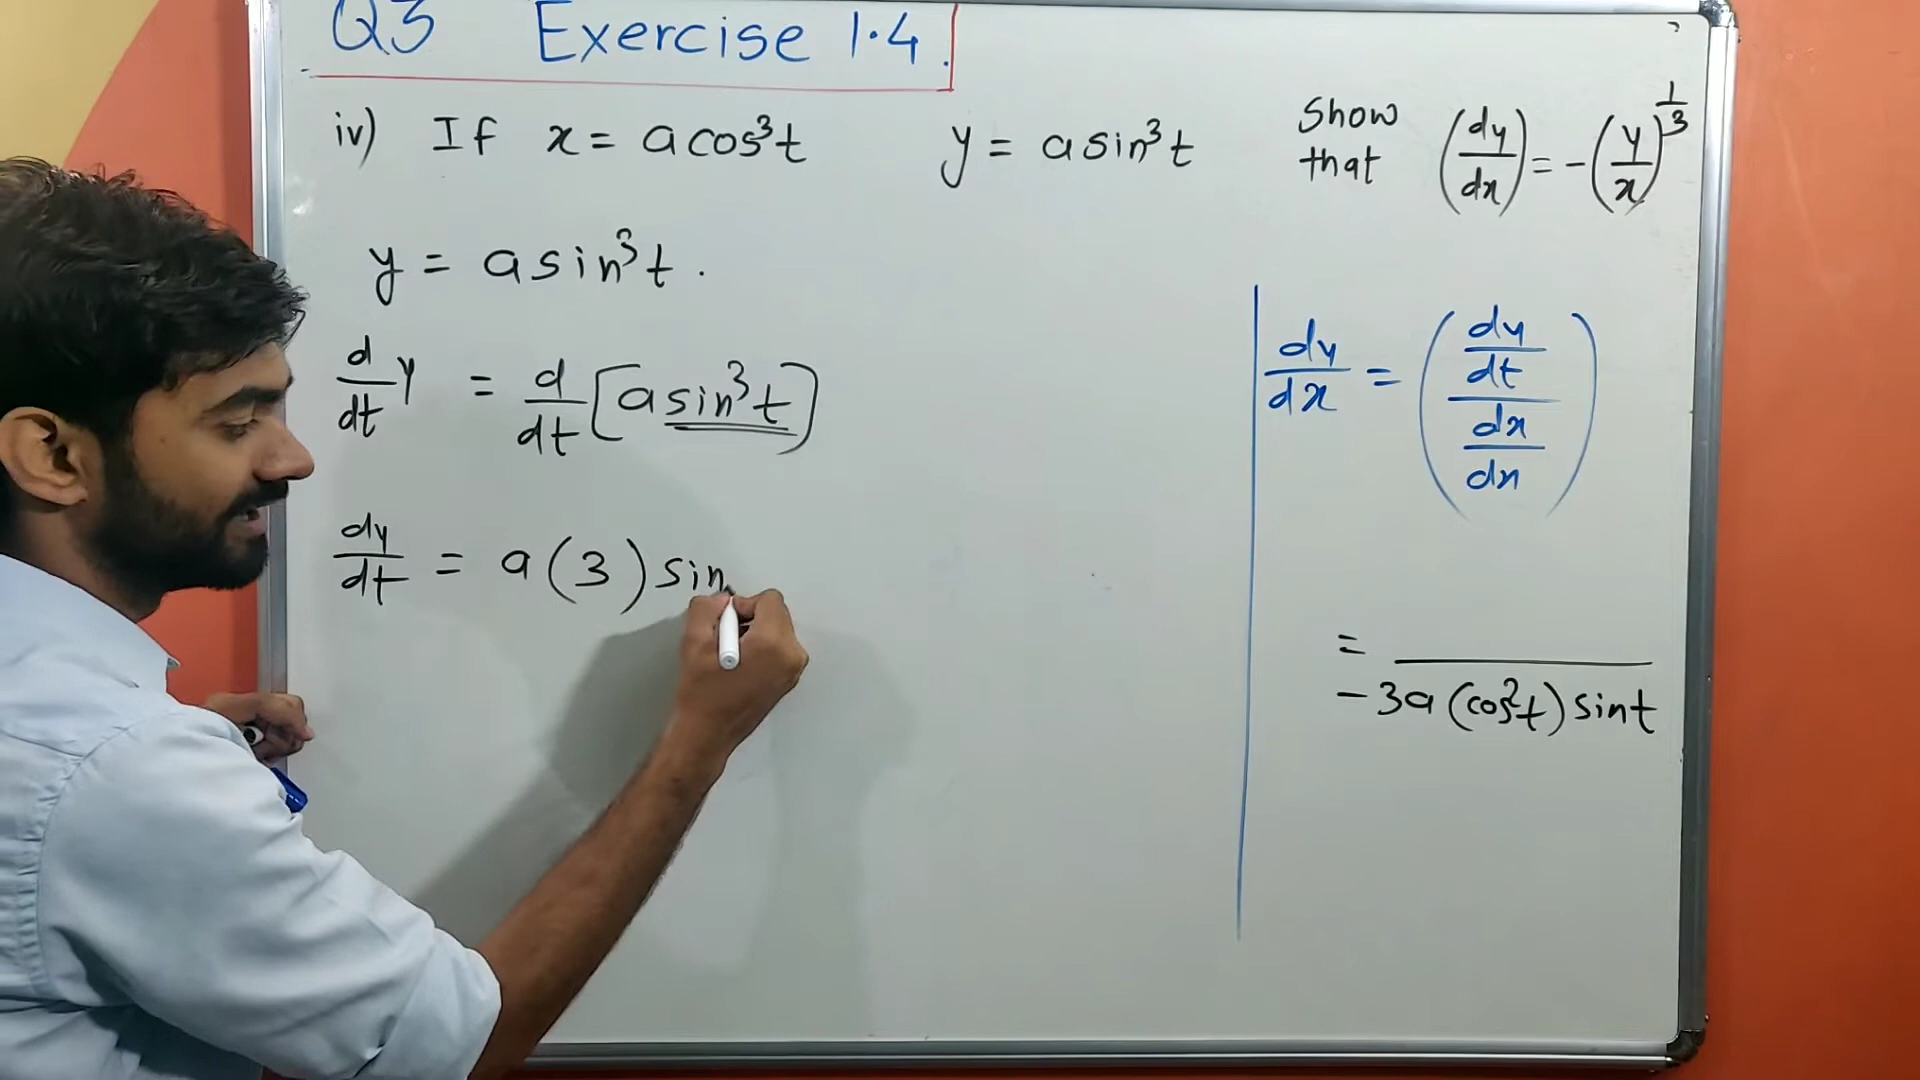 Q3 Exercise 1.4.
iv) If x = a cos³t y = a sin³t Show that (dy/dx) = -(y/x)^1/3
y = a sin³t.
d/dt y = d/dt [a sin³t]
dy/dt = a (3) sin
dy/dx = (dy/dt / dx/dn)
= ―
-3a (cos²t) sint